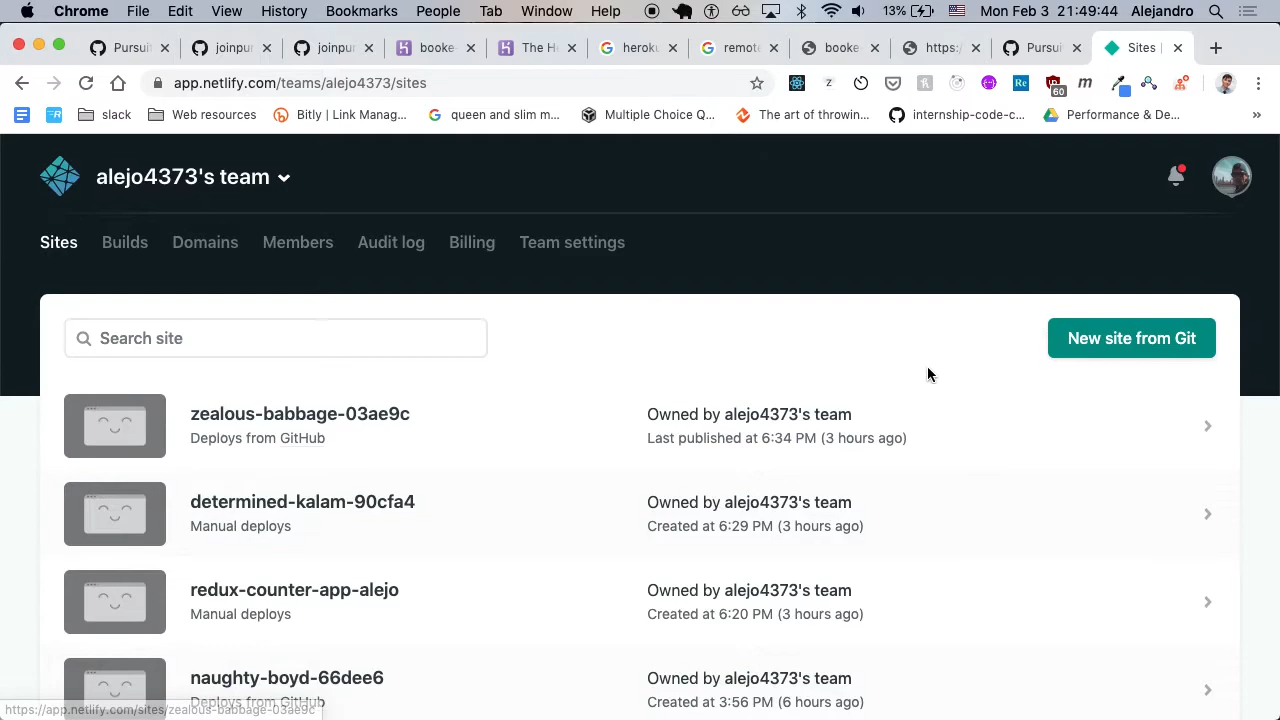 Chrome File Edit View History Bookmarks People Tab Window Help 13% Mon Feb 3 21:49:44 Alejandro
Pursui joinpur joinpur booke- The H heroku remote booke https:/ Pursui Sites |
app.netlify.com/teams/alejo4373/sites
60
slack Web resources Bitly | Link Manag... queen and slim m... Multiple Choice Q... The art of throwin... internship-code-c... Performance & De... »
alejo4373's team
Sites Builds Domains Members Audit log Billing Team settings
Search site New site from Git
zealous-babbage-03ae9c Owned by alejo4373's team
Deploys from GitHub Last published at 6:34 PM (3 hours ago)
determined-kalam-90cfa4 Owned by alejo4373's team
Manual deploys Created at 6:29 PM (3 hours ago)
redux-counter-app-alejo Owned by alejo4373's team
Manual deploys Created at 6:20 PM (3 hours ago)
naughty-boyd-66dee6 Owned by alejo4373's team
Deploys from GitHub Created at 3:56 PM (6 hours ago)
https://app.netlify.com/sites/zealous-babbage-03ae9c